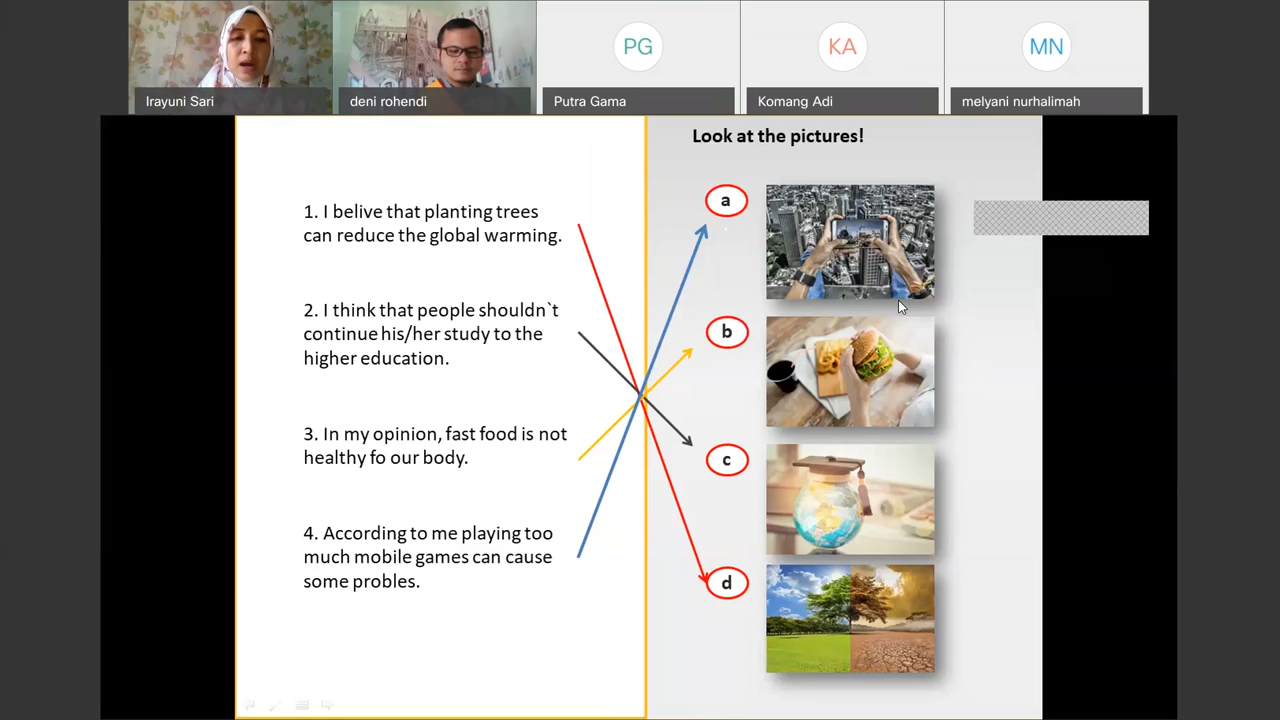 PG
KA
MN
Irayuni Sari
deni rohendi
Putra Gama
Komang Adi
melyani nurhalimah
Look at the pictures!
1. I belive that planting trees
can reduce the global warming.
2. I think that people shouldn`t
continue his/her study to the
higher education.
3. In my opinion, fast food is not
healthy fo our body.
4. According to me playing too
much mobile games can cause
some probles.
a
b
c
d